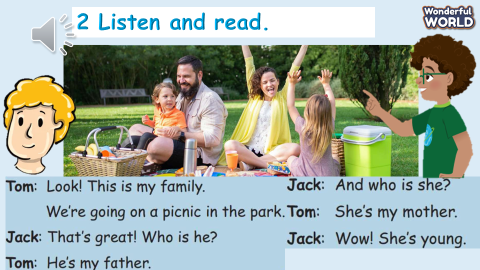 2 Listen and read.
Wonderful
WORLD
Tom: Look! This is my family.
We're going on a picnic in the park.
Jack: That's great! Who is he?
Tom: He's my father.
Jack: And who is she?
Tom: She's my mother.
Jack: Wow! She's young.